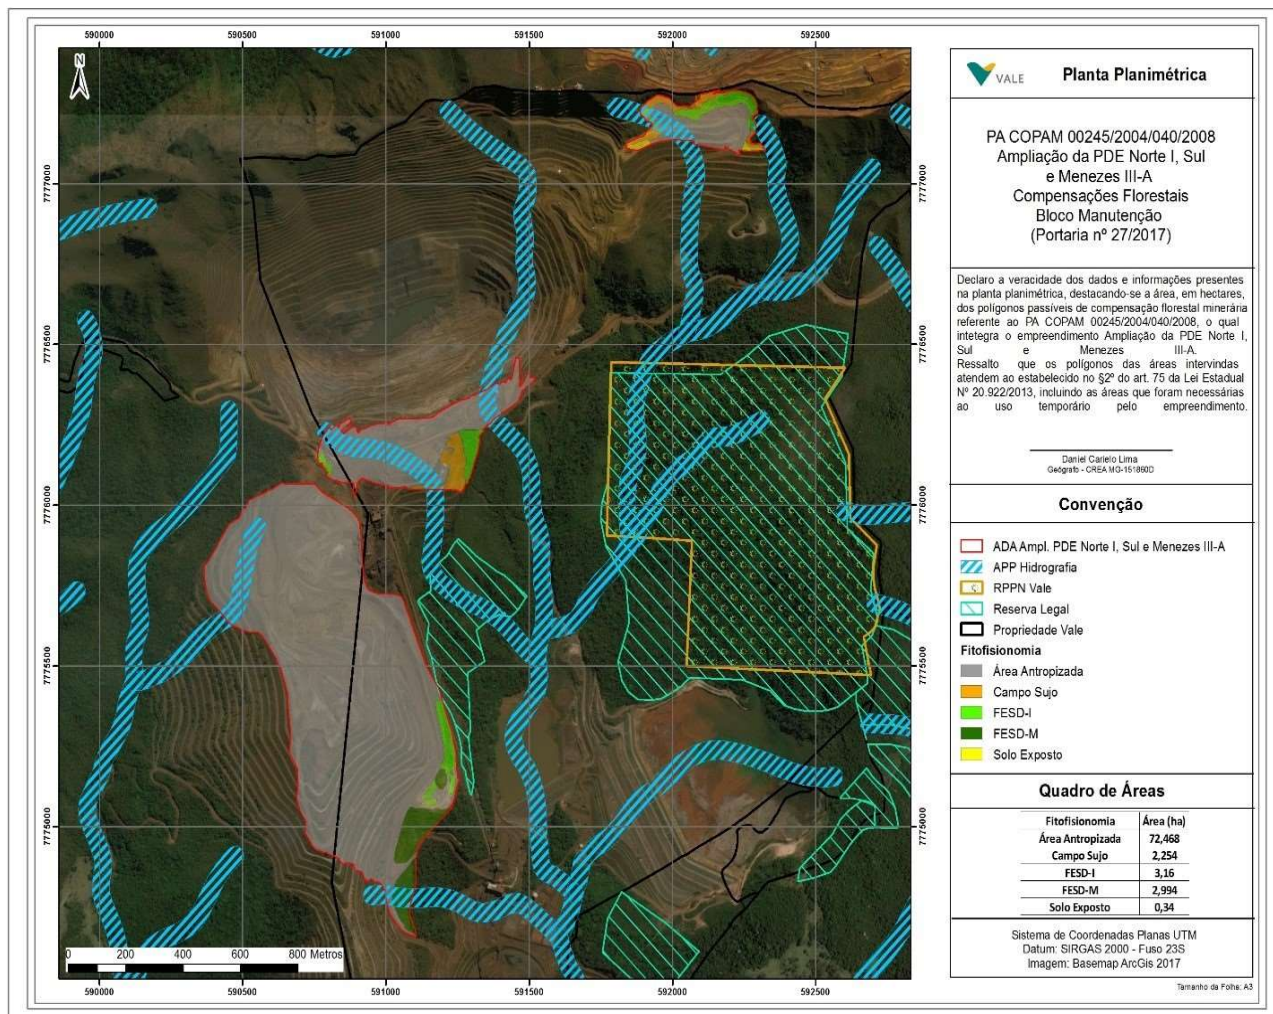 590000 590500 591000 591500 592000 592500
N
7777000
7776500
7776000
7775500
7775000
7777000
7776500
7776000
7775500
7775000
0 200 400 600 800 Metros
590000 590500 591000 591500 592000 592500
VALE
Planta Planimétrica
PA COPAM 00245/2004/040/2008
Ampliação da PDE Norte I, Sul
e Menezes III-A
Compensações Florestais
Bloco Manutenção
(Portaria nº 27/2017)
Declaro a veracidade dos dados e informações presentes
na planta planimétrica, destacando-se a área, em hectares,
dos polígonos passíveis de compensação florestal minerária
referente ao PA COPAM 00245/2004/040/2008, o qual
intetegra o empreendimento Ampliação da PDE Norte I,
Sul e Menezes III-A.
Ressalto que os polígonos das áreas intervindas
atendem ao estabelecido no §2º do art. 75 da Lei Estadual
Nº 20.922/2013, incluindo as áreas que foram necessárias
ao uso temporário pelo empreendimento.
Daniel Carielo Lima
Geógrafo - CREA MG-151860D
Convenção
ADA Ampl. PDE Norte I, Sul e Menezes III-A
APP Hidrografia
RPPN Vale
Reserva Legal
Propriedade Vale
Fitofisionomia
Área Antropizada
Campo Sujo
FESD-I
FESD-M
Solo Exposto
Quadro de Áreas
Fitofisionomia Área (ha)
Área Antropizada 72,468
Campo Sujo 2,254
FESD-I 3,16
FESD-M 2,994
Solo Exposto 0,34
Sistema de Coordenadas Planas UTM
Datum: SIRGAS 2000 - Fuso 23S
Imagem: Basemap ArcGis 2017
Tamanho da Folha: A3